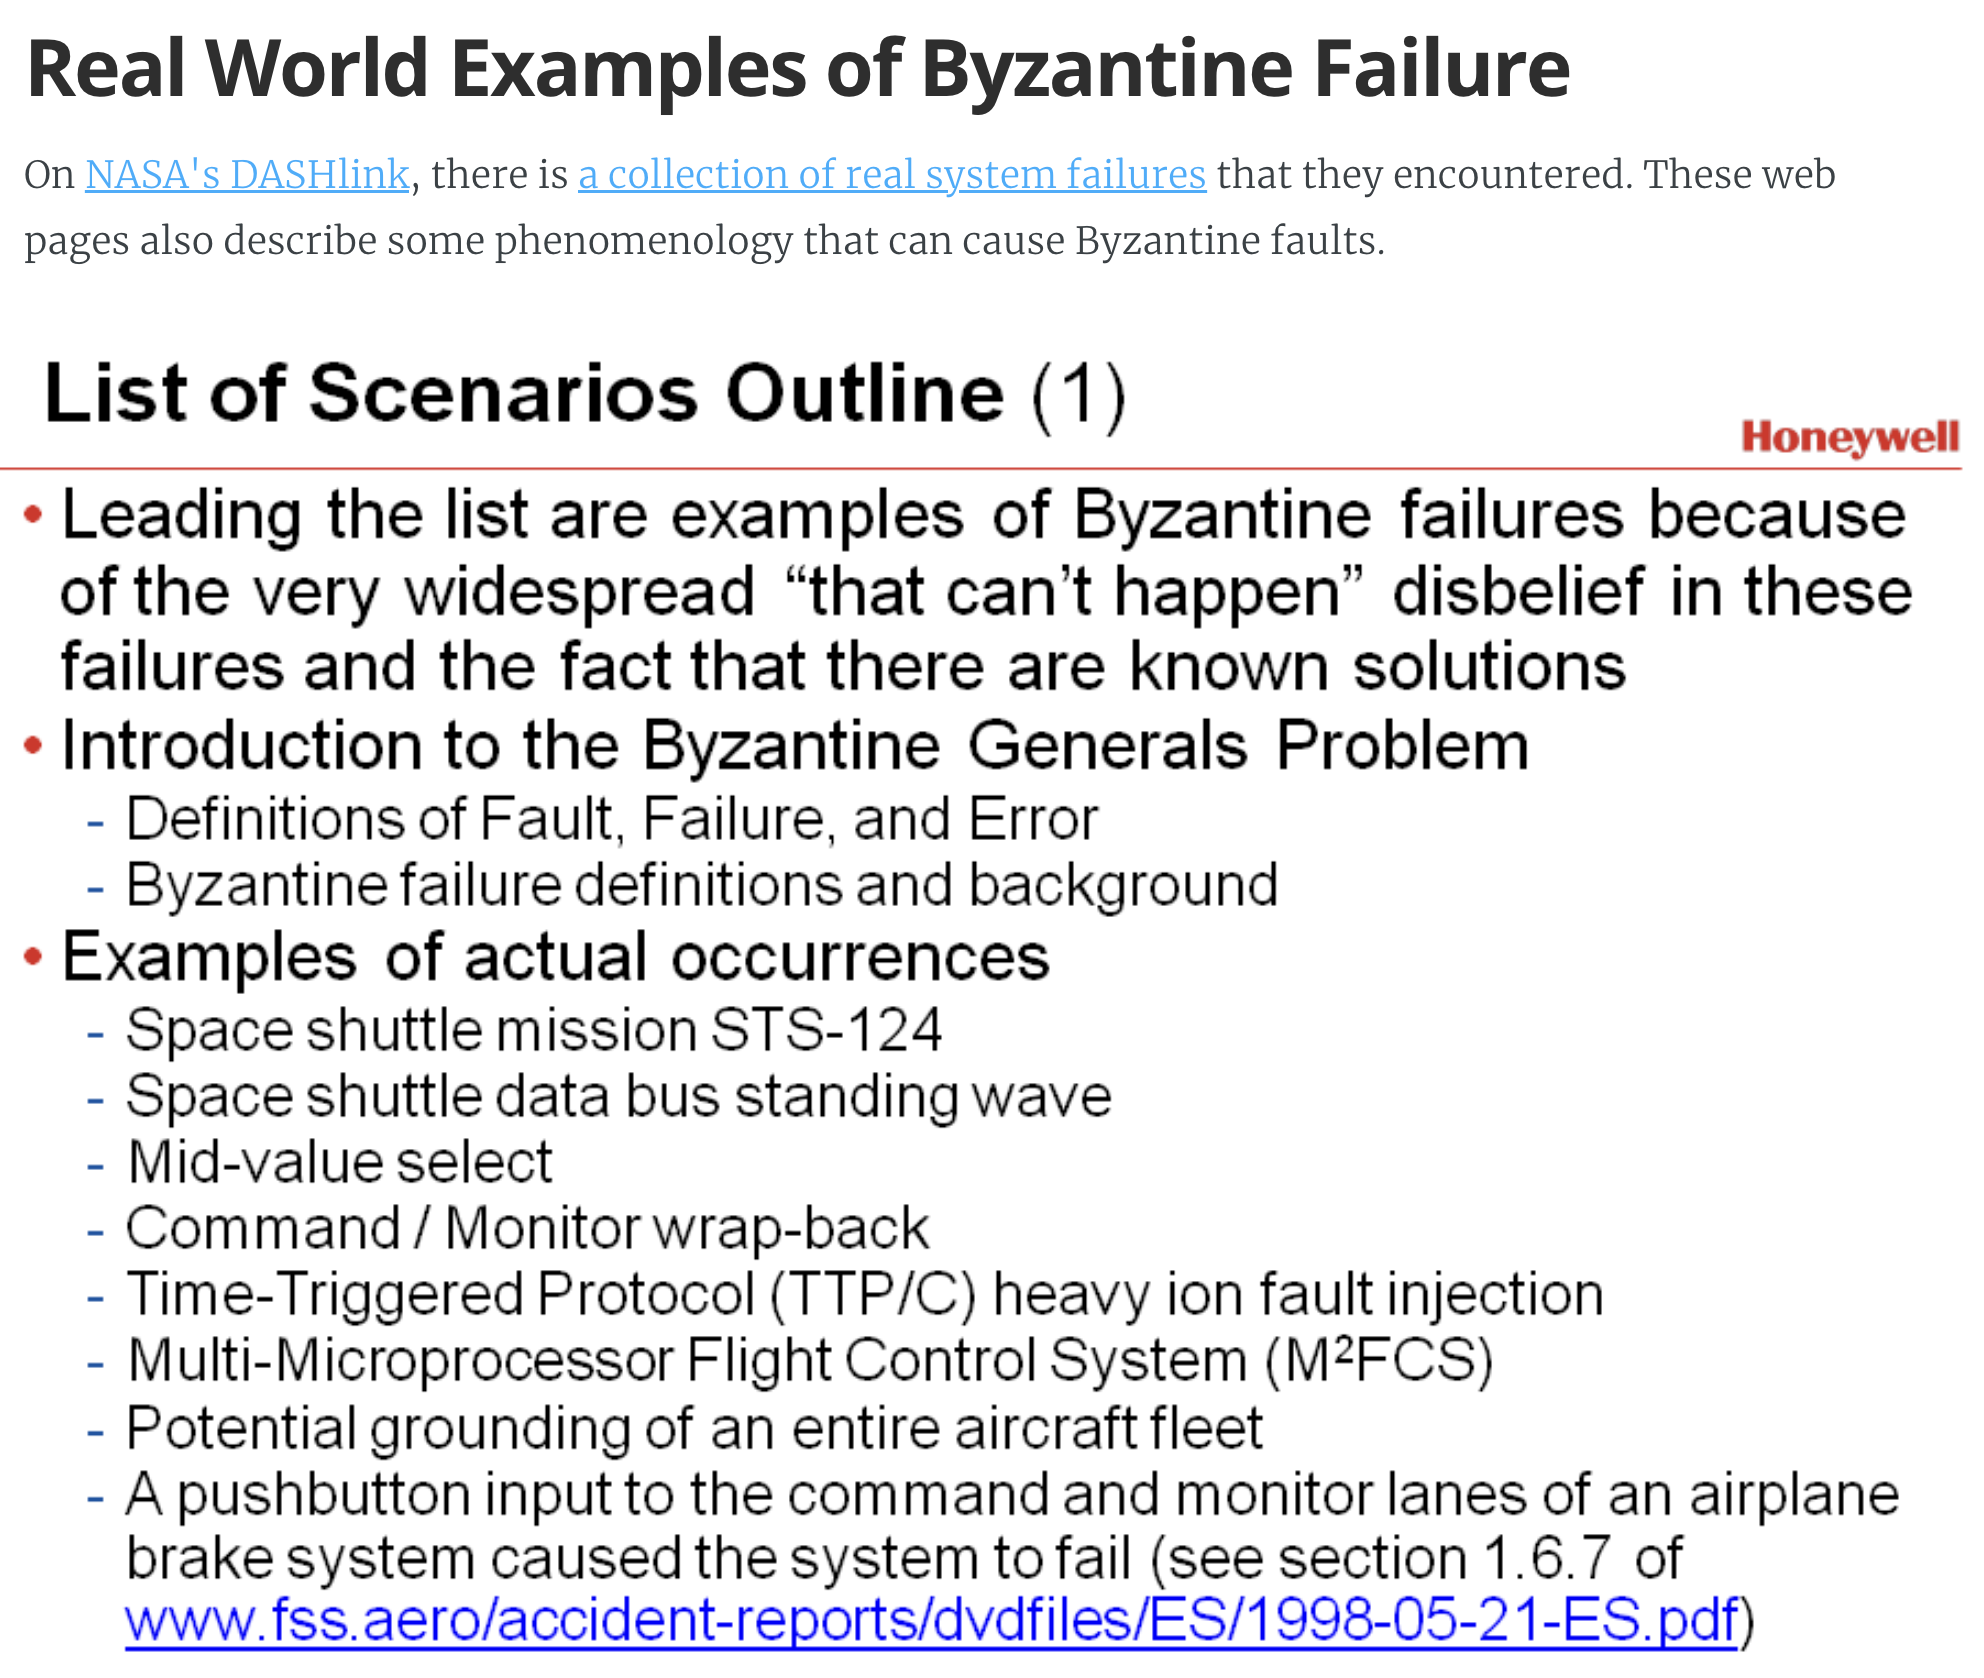 Real World Examples of Byzantine Failure
On NASA's DASHlink, there is a collection of real system failures that they encountered. These web
pages also describe some phenomenology that can cause Byzantine faults.
List of Scenarios Outline (1)
Honeywell
• Leading the list are examples of Byzantine failures because
of the very widespread “that can’t happen” disbelief in these
failures and the fact that there are known solutions
• Introduction to the Byzantine Generals Problem
- Definitions of Fault, Failure, and Error
- Byzantine failure definitions and background
• Examples of actual occurrences
- Space shuttle mission STS-124
- Space shuttle data bus standing wave
- Mid-value select
- Command / Monitor wrap-back
- Time-Triggered Protocol (TTP/C) heavy ion fault injection
- Multi-Microprocessor Flight Control System (M²FCS)
- Potential grounding of an entire aircraft fleet
- A pushbutton input to the command and monitor lanes of an airplane
brake system caused the system to fail (see section 1.6.7 of
www.fss.aero/accident-reports/dvdfiles/ES/1998-05-21-ES.pdf)